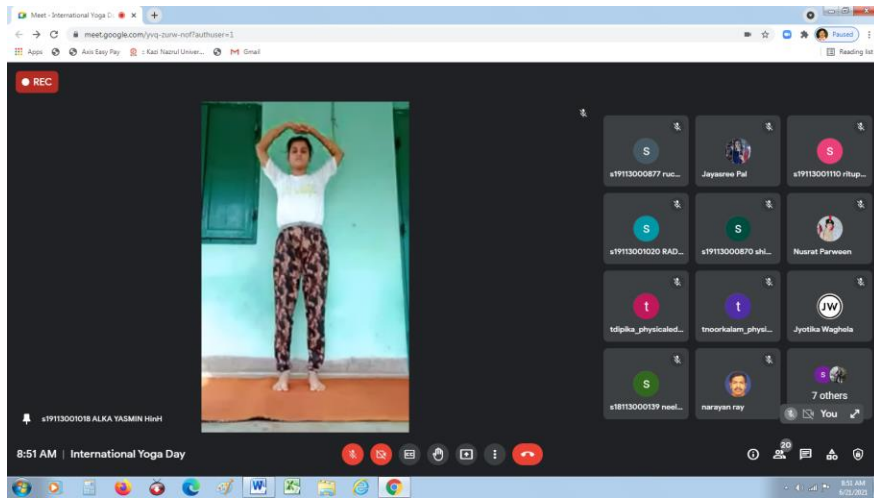 Meet - International Yoga D
meet.google.com/yvq-zurw-nof?authuser=1
Paused
Apps
Axis Easy Pay
:: Kazi Nazrul Univer...
Gmail
Reading list
REC
S
s19113000877 ruc...
Jayasree Pal
S
s19113001110 ritup...
S
s19113001020 RAD...
S
s19113000870 shi...
Nusrat Parween
t
tdipika_physicaled...
t
tnoorkalam_physi...
JW
Jyotika Waghela
S
s18113000139 neel...
narayan ray
S
7 others
You
s19113001018 ALKA YASMIN HinH
8:51 AM | International Yoga Day
20
8:51 AM
6/21/2021